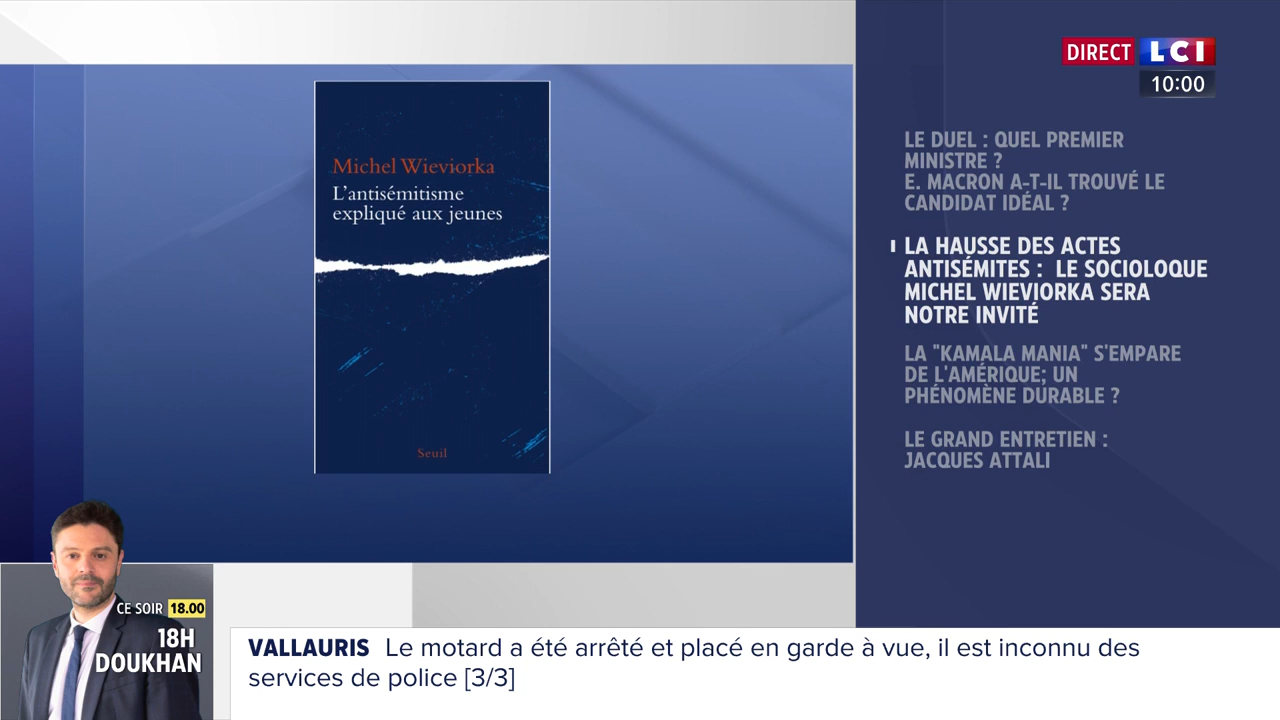 DIRECT LCI
10:00
Michel Wieviorka
L'antisémitisme
expliqué aux jeunes
Seuil
LE DUEL : QUEL PREMIER
MINISTRE ?
E. MACRON A-T-IL TROUVÉ LE
CANDIDAT IDÉAL ?
LA HAUSSE DES ACTES
ANTISÉMITES : LE SOCIOLOQUE
MICHEL WIEVIORKA SERA
NOTRE INVITÉ
LA "KAMALA MANIA" S'EMPARE
DE L'AMÉRIQUE; UN
PHÉNOMÈNE DURABLE ?
LE GRAND ENTRETIEN :
JACQUES ATTALI
CE SOIR 18.00
18H
DOUKHAN
VALLAURIS Le motard a été arrêté et placé en garde à vue, il est inconnu des
services de police [3/3]